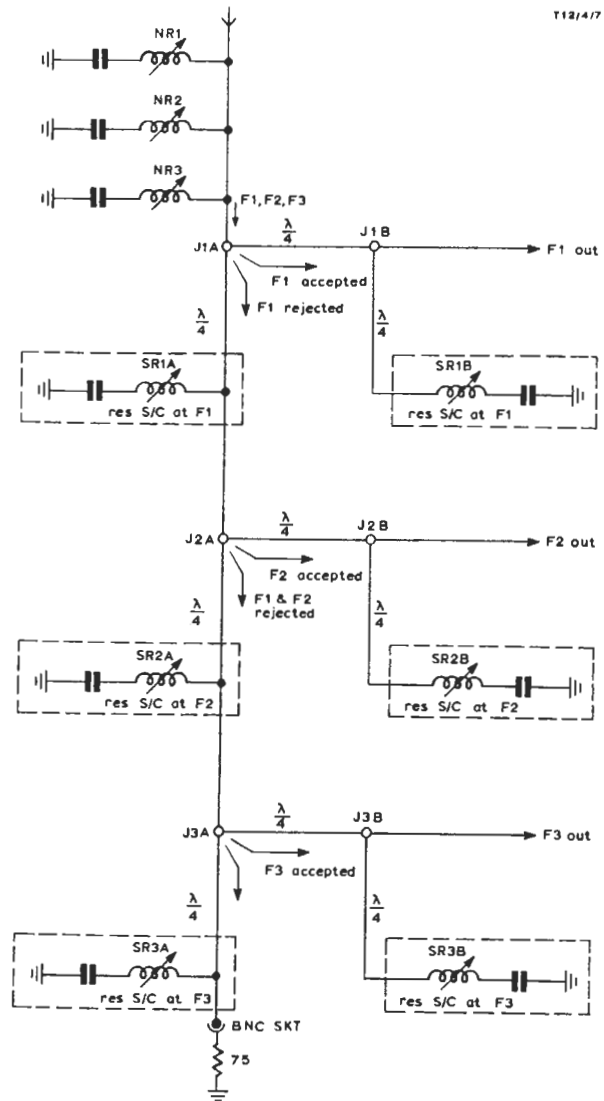 T12/4/7
NR1
NR2
NR3
F1, F2, F3
λ/4
J1A
J1B
F1 out
F1 accepted
F1 rejected
λ/4
λ/4
SR1A
res S/C at F1
SR1B
res S/C at F1
λ/4
J2A
J2B
F2 out
F2 accepted
F1 & F2
rejected
λ/4
λ/4
SR2A
res S/C at F2
SR2B
res S/C at F2
λ/4
J3A
J3B
F3 out
F3 accepted
λ/4
λ/4
SR3A
res S/C at F3
SR3B
res S/C at F3
BNC SKT
75